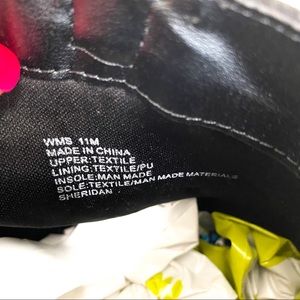 WMS 11M
MADE IN CHINA
UPPER:TEXTILE
LINING:TEXTILE/PU
INSOLE:MAN MADE
SOLE:TEXTILE/MAN MADE MATERIALS
SHERIDAN